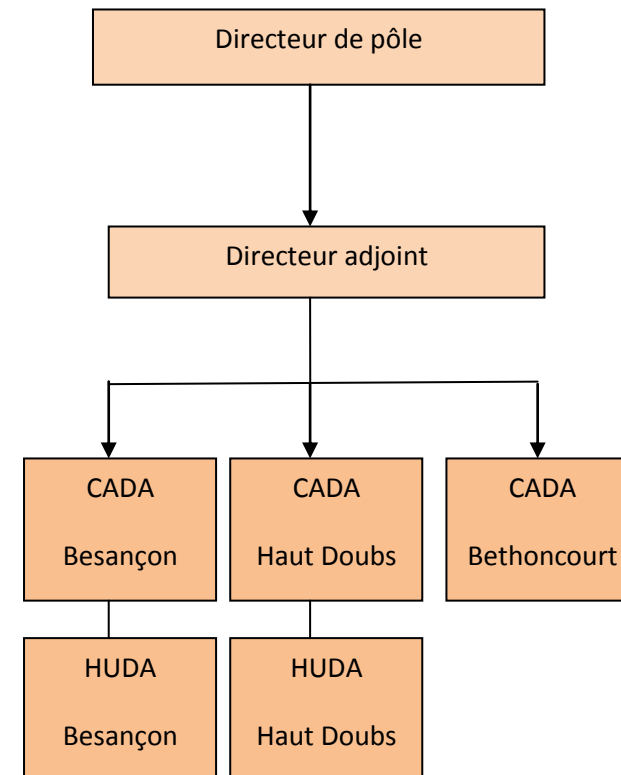 Directeur de pôle
Directeur adjoint
CADA
Besançon
CADA
Haut Doubs
CADA
Bethoncourt
HUDA
Besançon
HUDA
Haut Doubs